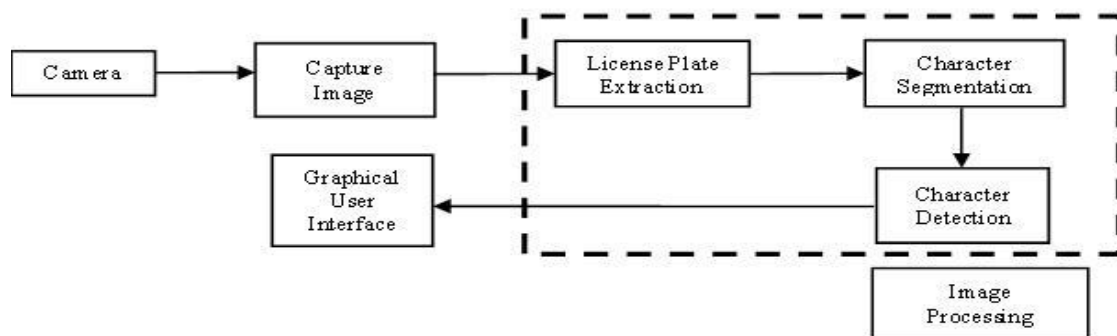 Camera
Capture
Image
License Plate
Extraction
Character
Segmentation
Graphical
User
Interface
Character
Detection
Image
Processing